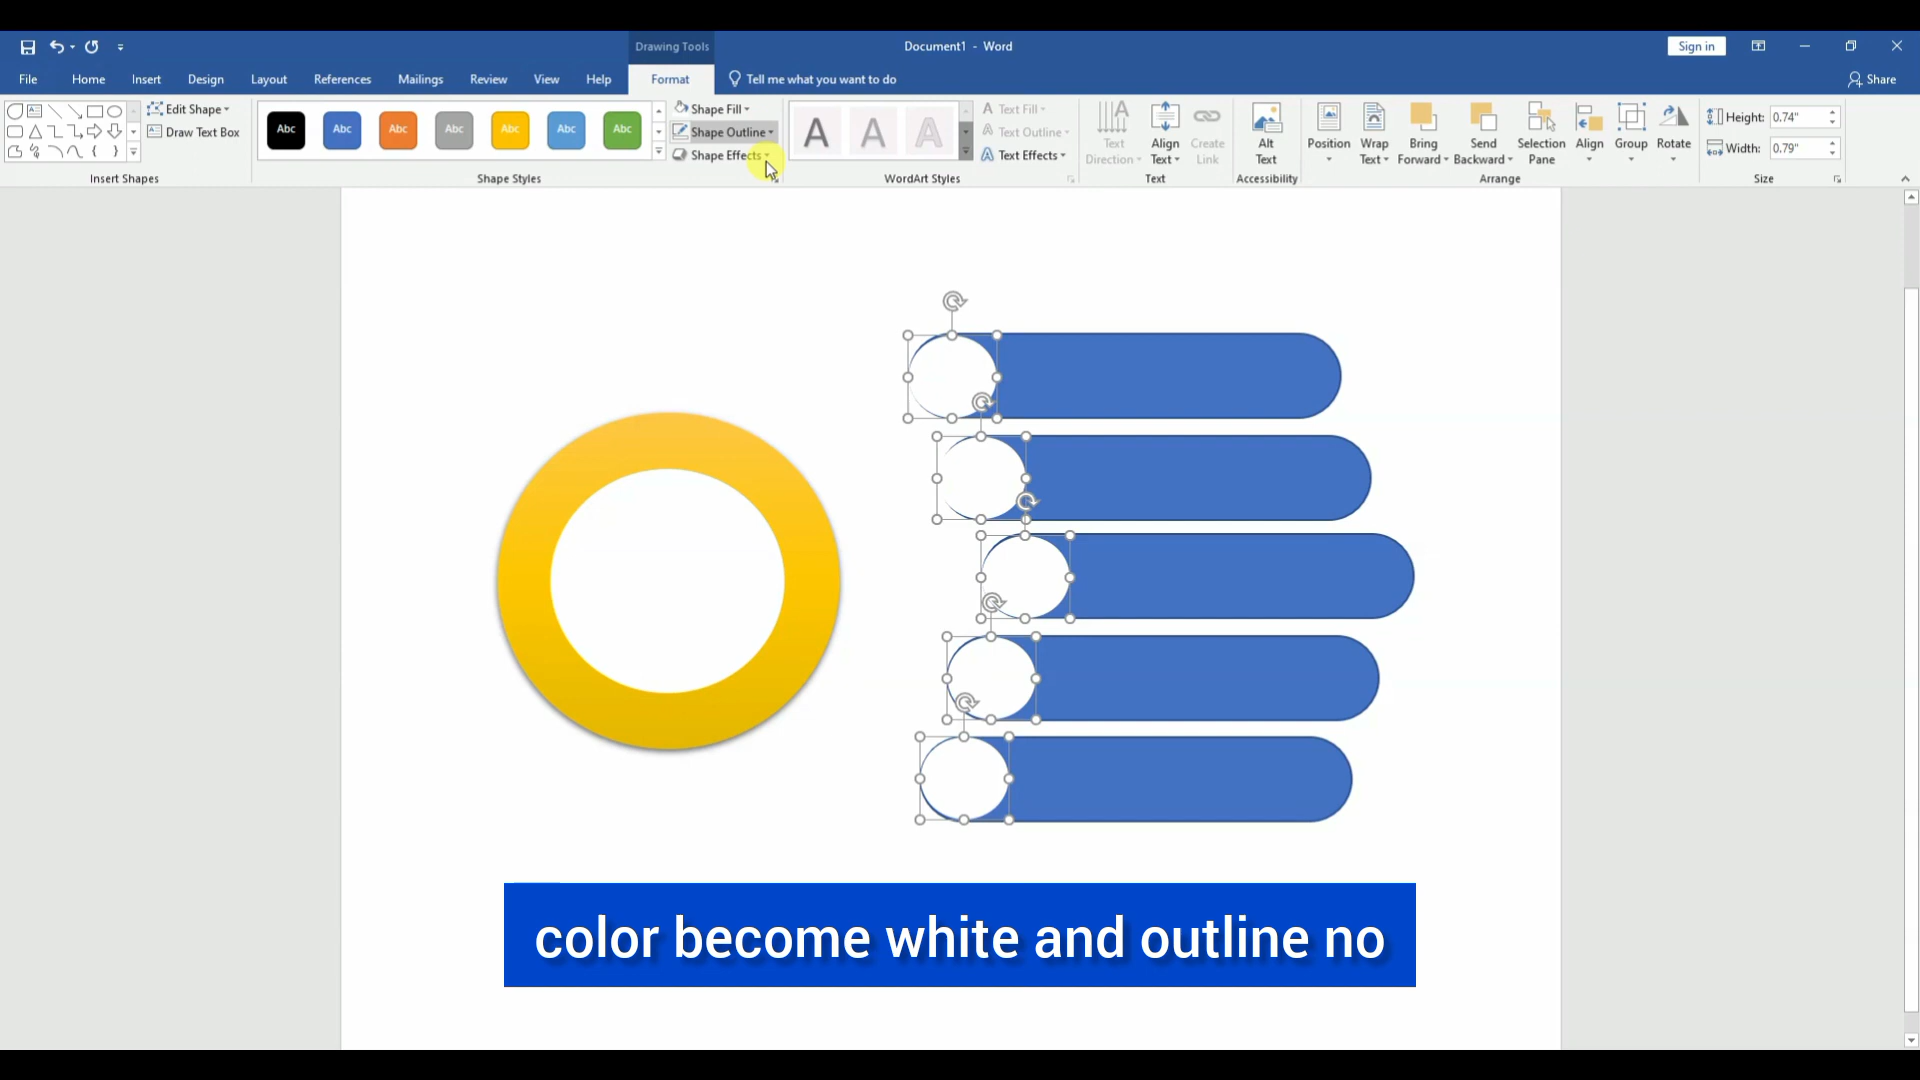 Drawing Tools
Document1 - Word
Sign in
File Home Insert Design Layout References Mailings Review View Help Format Tell me what you want to do
Share
Edit Shape
Draw Text Box
Insert Shapes
Abc Abc Abc Abc Abc Abc Abc
Shape Styles
Shape Fill
Shape Outline
Shape Effects
A A A
WordArt Styles
Text Fill
Text Outline
Text Effects
Text Direction
Align Text
Create Link
Text
Alt Text
Accessibility
Position
Wrap Text
Bring Forward
Send Backward
Selection Pane
Align
Group
Rotate
Arrange
Height: 0.74"
Width: 0.79"
Size
color become white and outline no